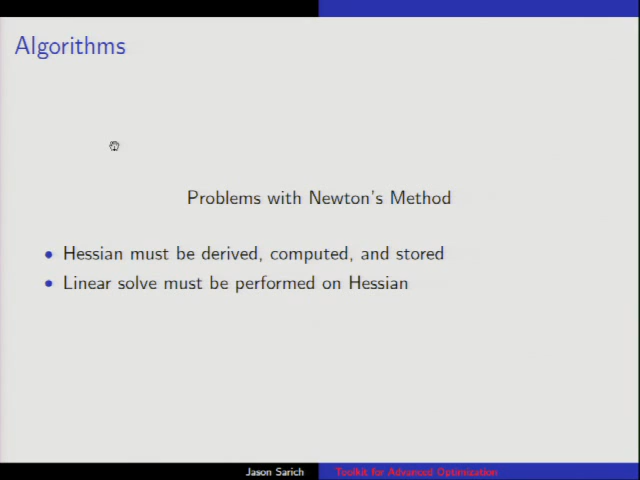 Algorithms
Problems with Newton's Method
• Hessian must be derived, computed, and stored
• Linear solve must be performed on Hessian
Jason Sarich Toolkit for Advanced Optimization